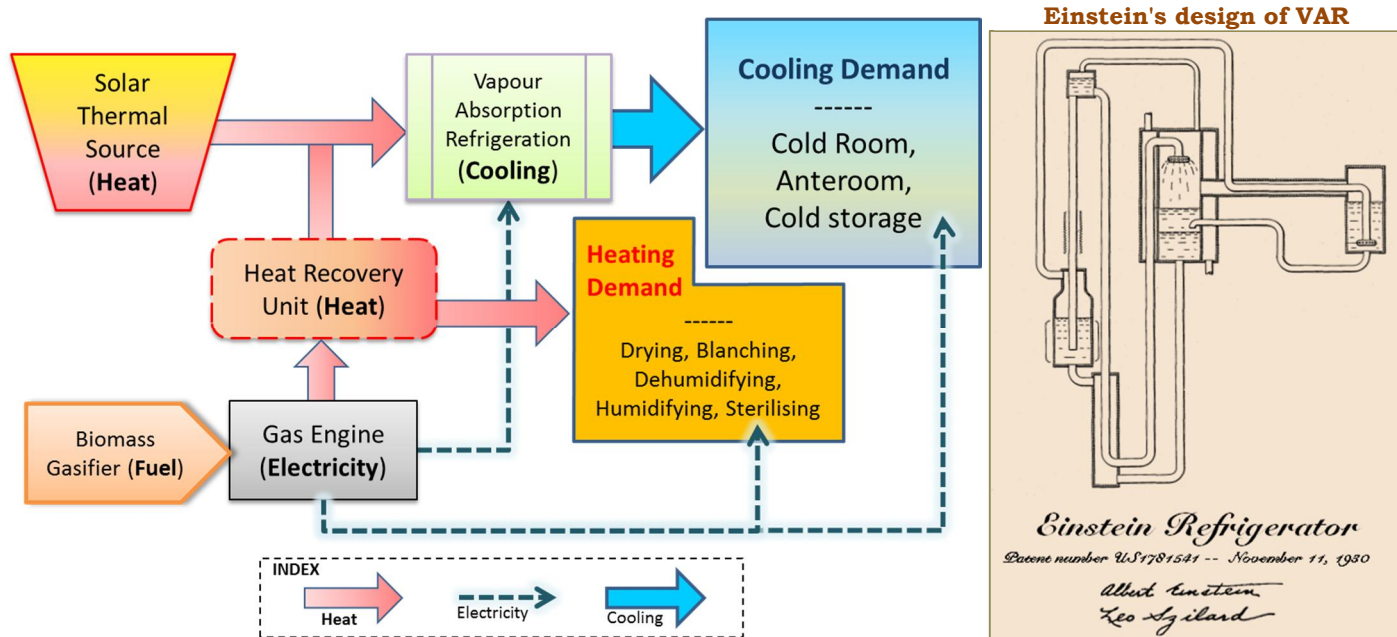 Solar
Thermal
Source
(Heat)
Vapour
Absorption
Refrigeration
(Cooling)
Cooling Demand
------
Cold Room,
Anteroom,
Cold storage
Heat Recovery
Unit (Heat)
Heating
Demand
------
Drying, Blanching,
Dehumidifying,
Humidifying, Sterilising
Biomass
Gasifier (Fuel)
Gas Engine
(Electricity)
INDEX
Heat
Electricity
Cooling
Einstein's design of VAR
Einstein Refrigerator
Patent number US1781541 -- November 11, 1930
Albert Einstein
Leo Szilard